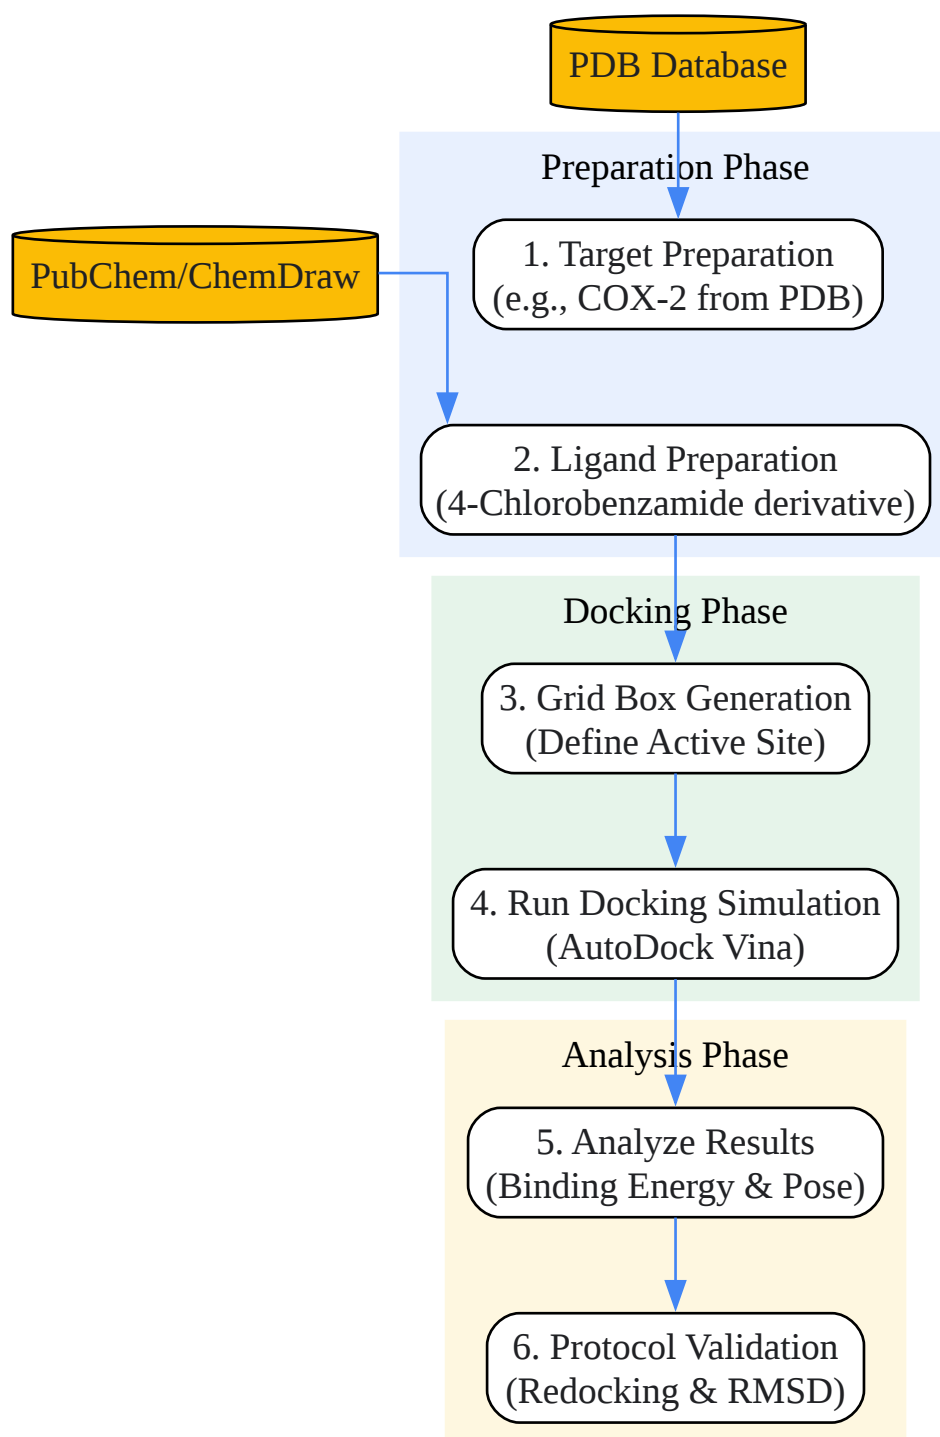 PDB Database
Preparation Phase
PubChem/ChemDraw
1. Target Preparation
(e.g., COX-2 from PDB)
2. Ligand Preparation
(4-Chlorobenzamide derivative)
Docking Phase
3. Grid Box Generation
(Define Active Site)
4. Run Docking Simulation
(AutoDock Vina)
Analysis Phase
5. Analyze Results
(Binding Energy & Pose)
6. Protocol Validation
(Redocking & RMSD)